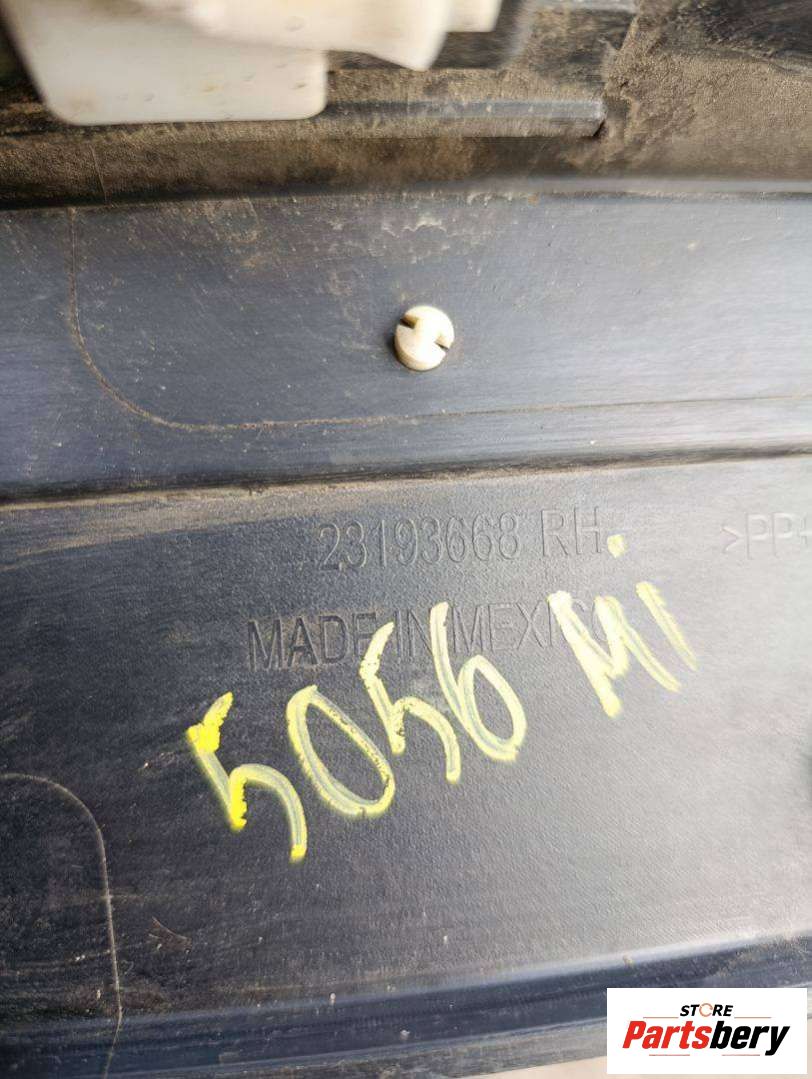 23193668 RH
>PP+
MADE IN MEXICO
5056 Mi
STORE
Partsbery